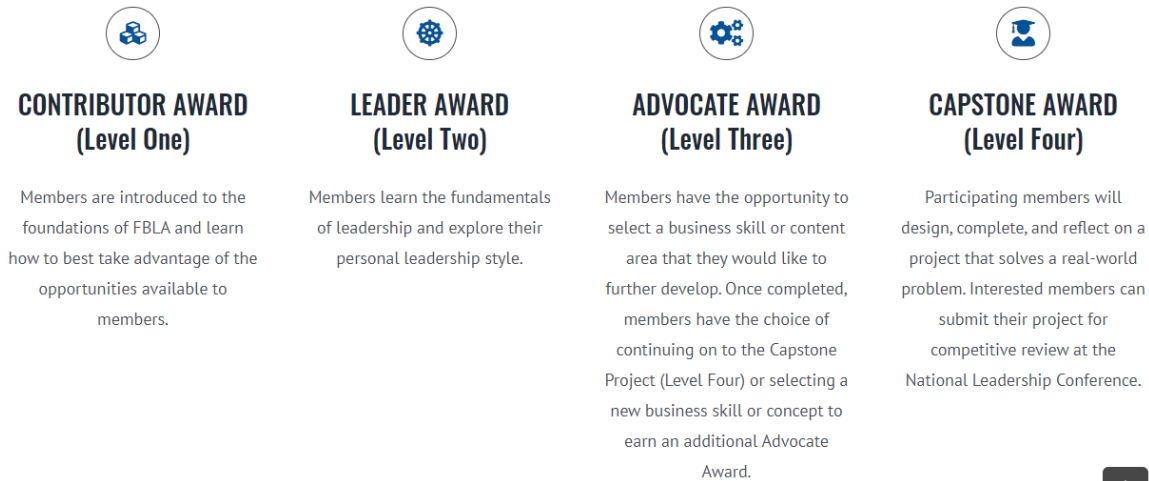 CONTRIBUTOR AWARD
(Level One)
Members are introduced to the
foundations of FBLA and learn
how to best take advantage of the
opportunities available to
members.
LEADER AWARD
(Level Two)
Members learn the fundamentals
of leadership and explore their
personal leadership style.
ADVOCATE AWARD
(Level Three)
Members have the opportunity to
select a business skill or content
area that they would like to
further develop. Once completed,
members have the choice of
continuing on to the Capstone
Project (Level Four) or selecting a
new business skill or concept to
earn an additional Advocate
Award.
CAPSTONE AWARD
(Level Four)
Participating members will
design, complete, and reflect on a
project that solves a real-world
problem. Interested members can
submit their project for
competitive review at the
National Leadership Conference.